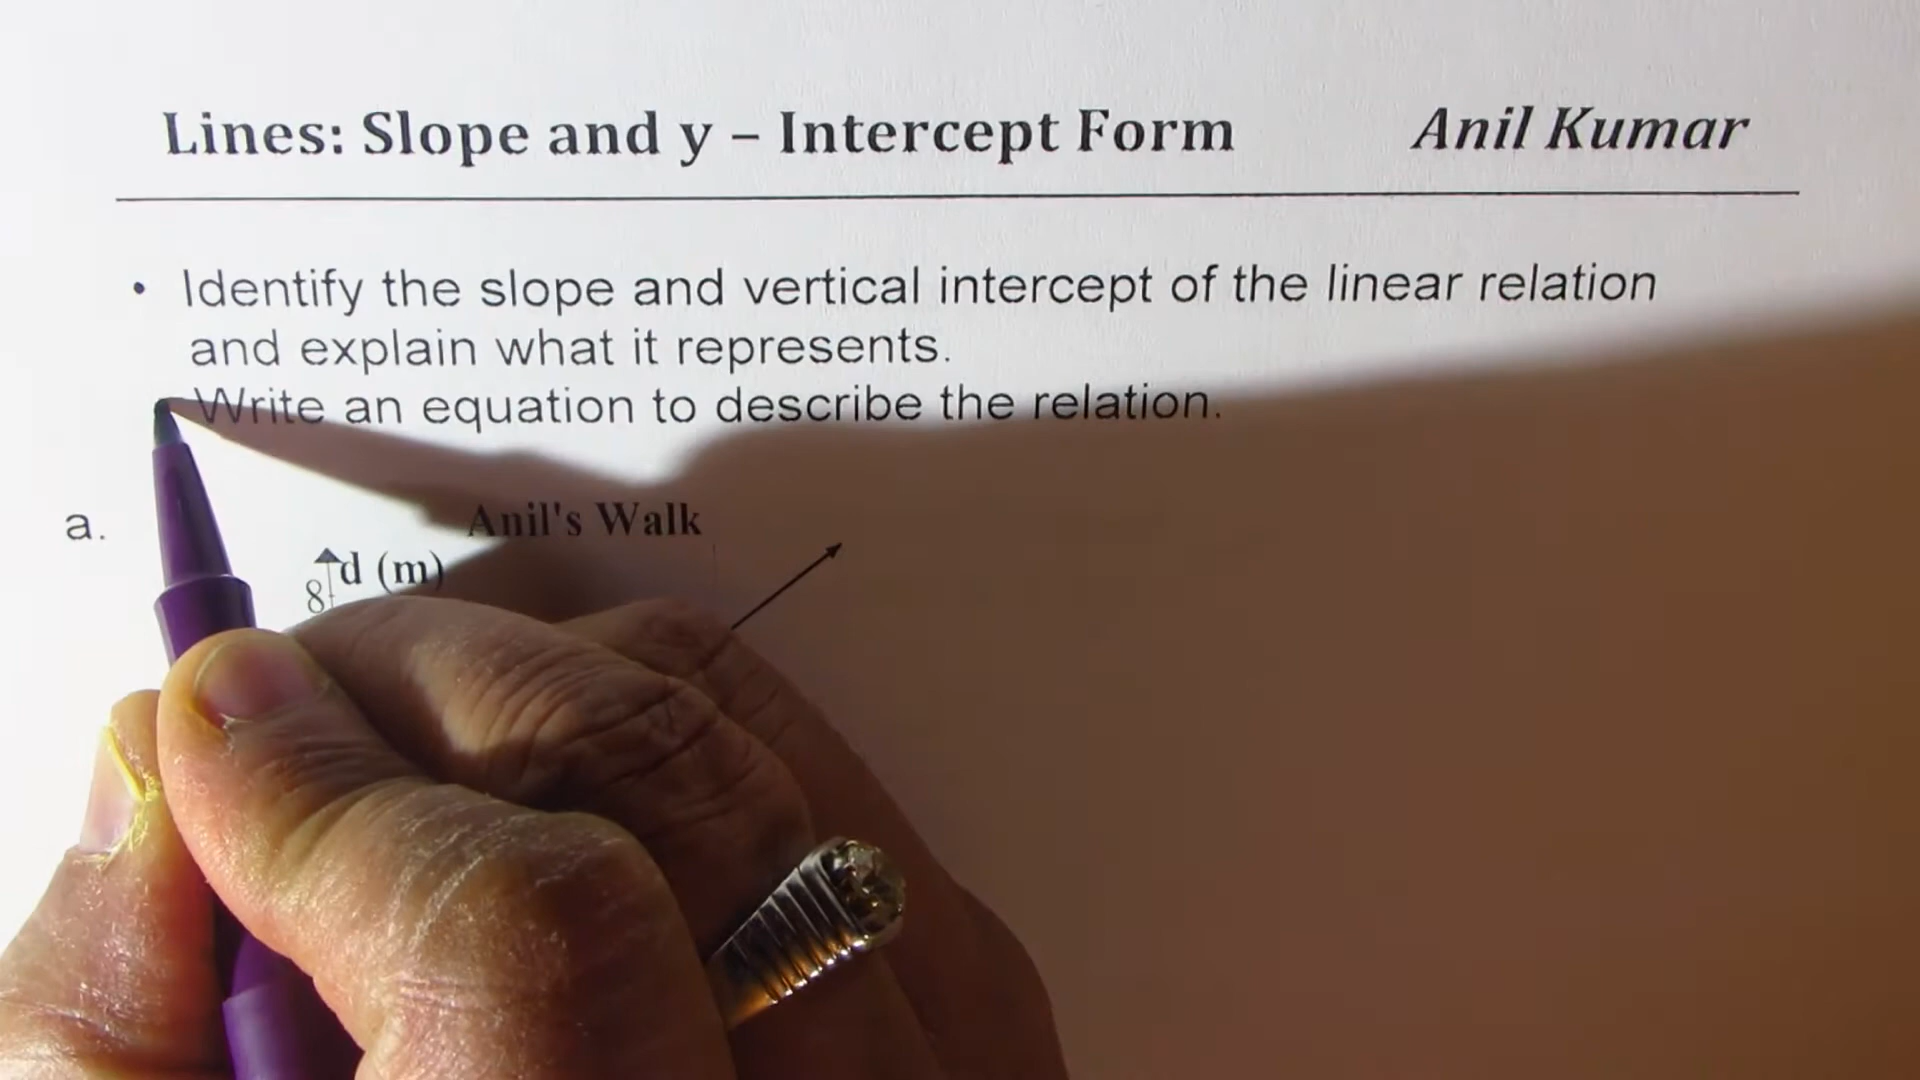 Lines: Slope and y – Intercept Form Anil Kumar
• Identify the slope and vertical intercept of the linear relation
and explain what it represents.
Write an equation to describe the relation.
a.
Anil's Walk
d (m)
8